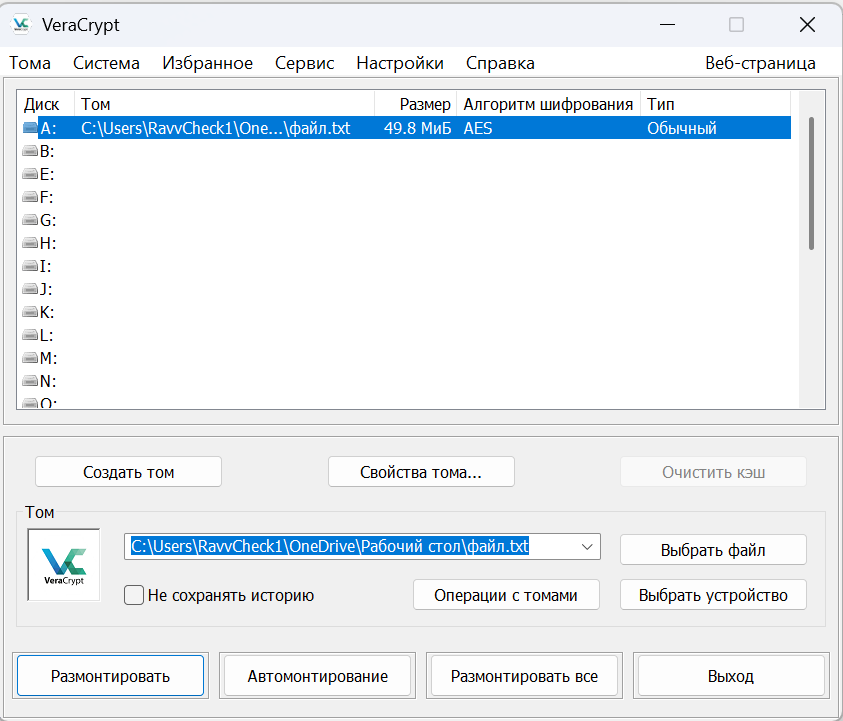 VeraCrypt
Тома Система Избранное Сервис Настройки Справка Веб-страница
Диск Том Размер Алгоритм шифрования Тип
A: C:\Users\RavvCheck1\One...\файл.txt 49.8 МиБ AES Обычный
B:
E:
F:
G:
H:
I:
J:
K:
L:
M:
N:
O:
Создать том Свойства тома... Очистить кэш
Том
VeraCrypt
C:\Users\RavvCheck1\OneDrive\Рабочий стол\файл.txt Выбрать файл
Не сохранять историю Операции с томами Выбрать устройство
Размонтировать Автомонтирование Размонтировать все Выход